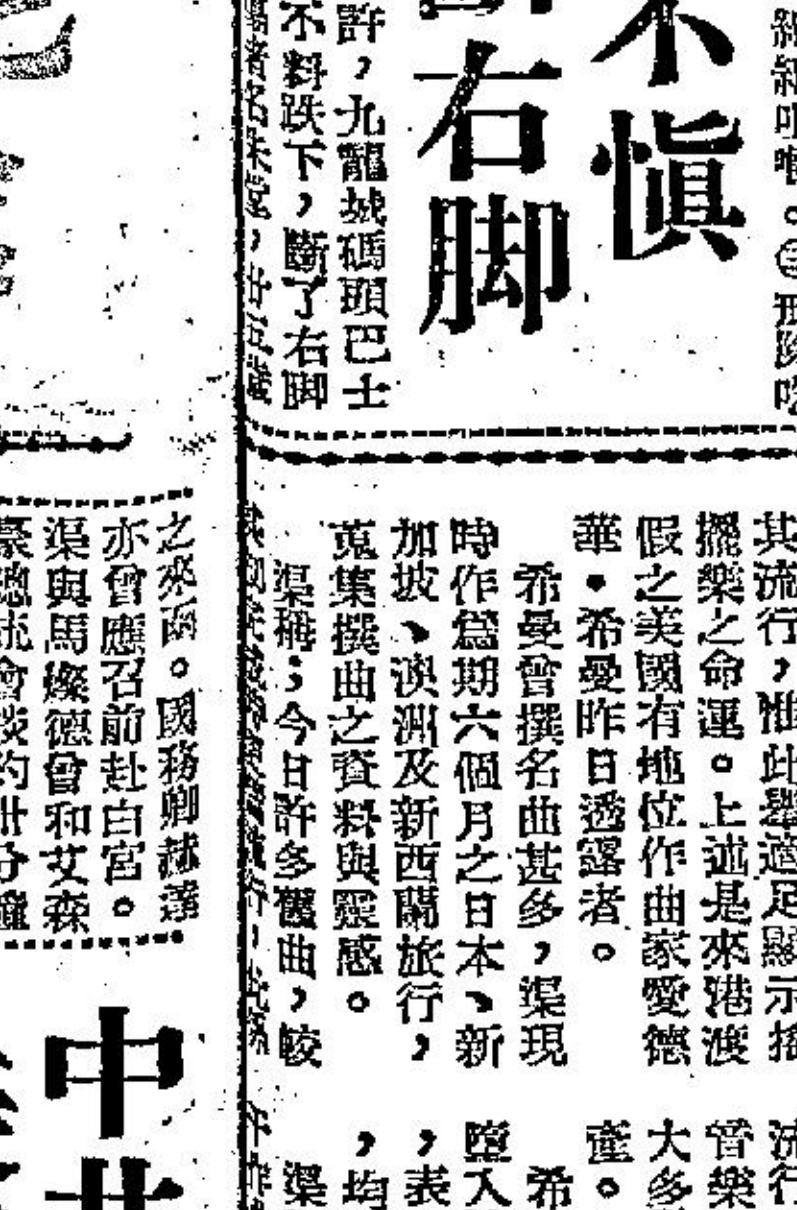 不慎
右脚
許，九龍城碼頭巴士
不料跌下，斷了右脚
其流行，惟此舉適足顯示搖
擺樂之命運。上述是來港渡
假之美國有地位作曲家愛德
華•希曼昨日透露者。
希曼曾撰名曲甚多，渠現
時作爲期六個月之日本、新
加坡、澳洲及新西蘭旅行，
蒐集撰曲之資料與靈感。
渠稱；今日許多舊曲，較
流行
音樂
大多
產。
希
墮入
，表
，均
渠
之來函。國務卿赫達
亦曾應召前赴白宮。
渠與馬燦德曾和艾森
豪總統會談約卅分鐘
中共